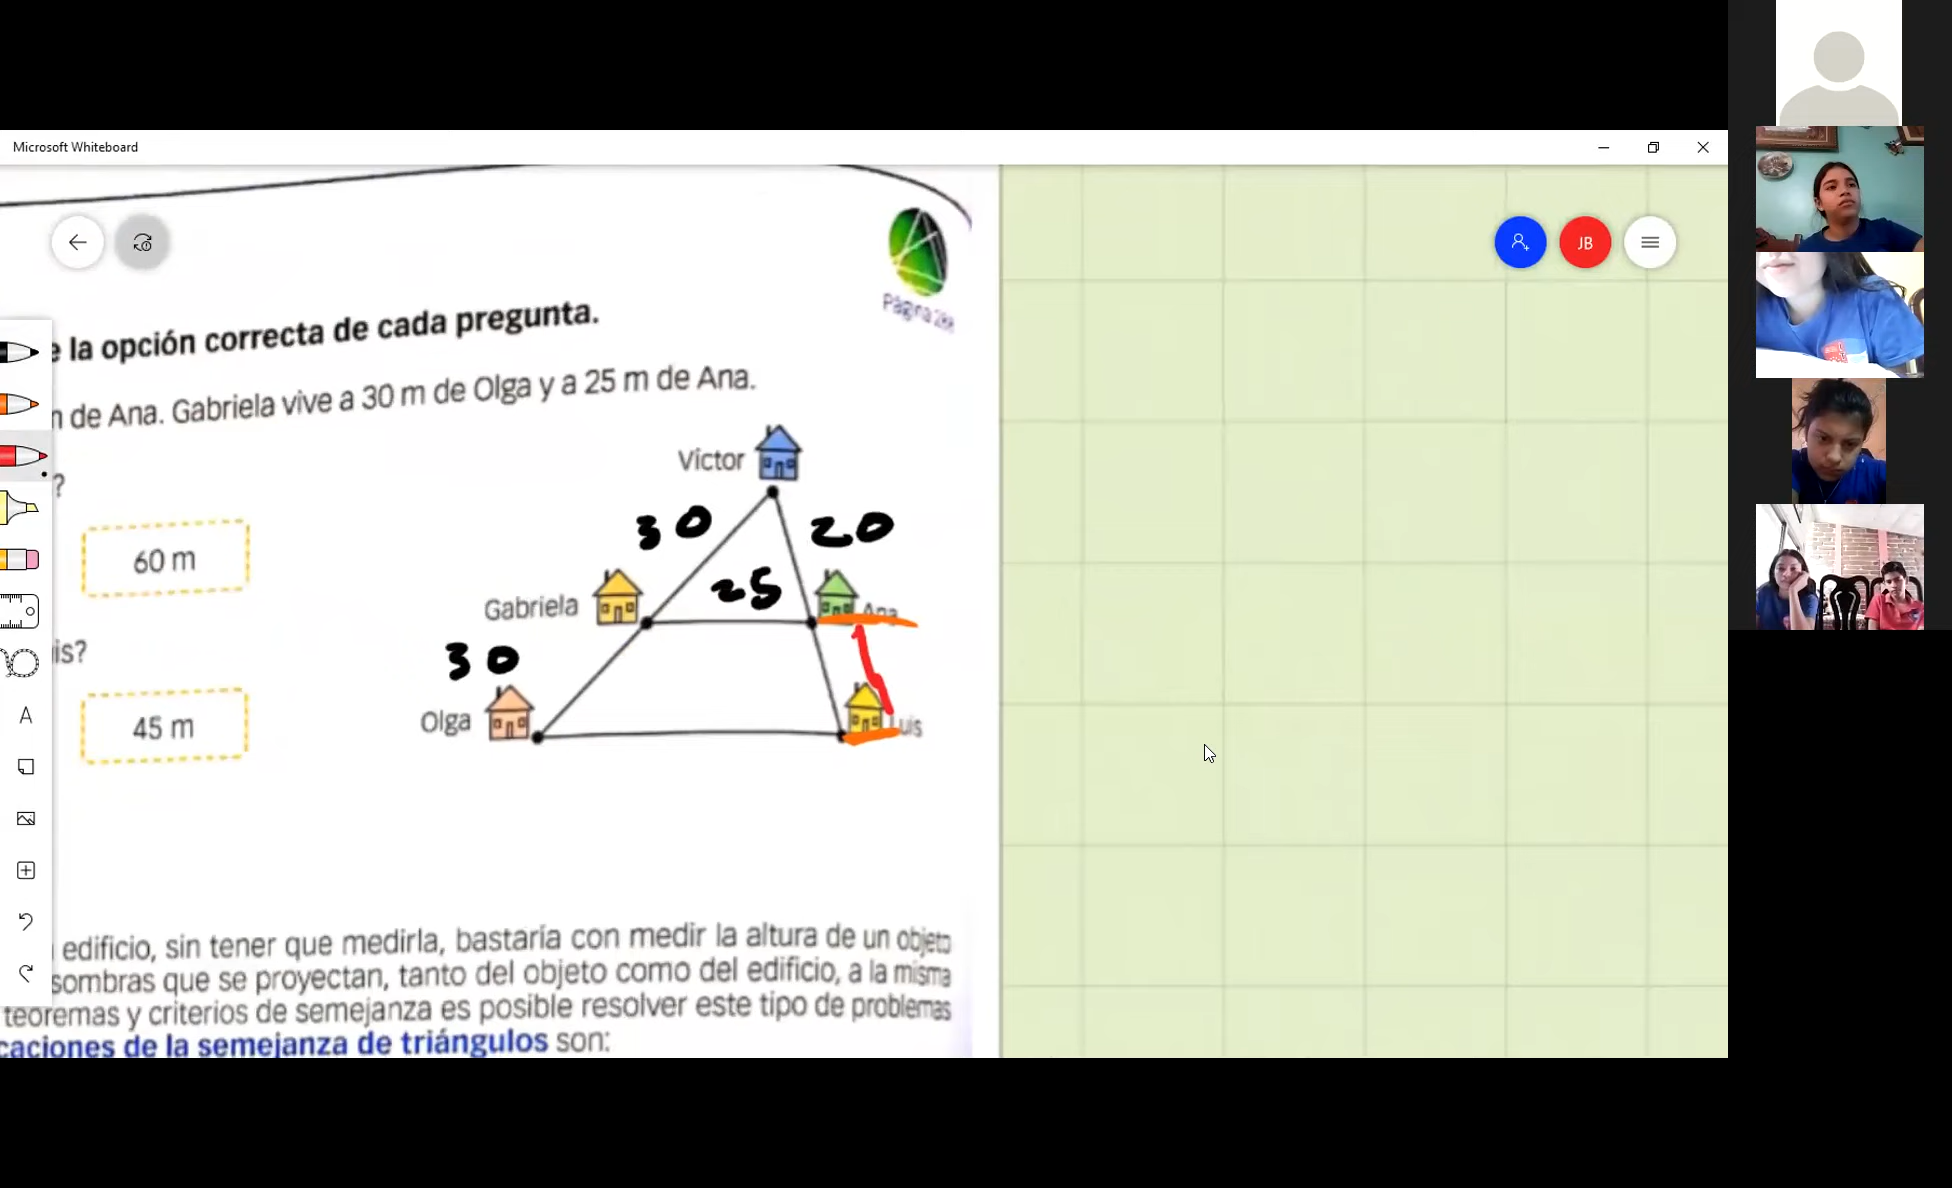 Microsoft Whiteboard
JB
Página 288
e la opción correcta de cada pregunta.
n de Ana. Gabriela vive a 30 m de Olga y a 25 m de Ana.
?
Víctor
30
20
60 m
25
Gabriela
Ana
is?
30
Olga
Luis
45 m
A
edificio, sin tener que medirla, bastaría con medir la altura de un objeto
sombras que se proyectan, tanto del objeto como del edificio, a la misma
teoremas y criterios de semejanza es posible resolver este tipo de problemas
caciones de la semejanza de triángulos son: